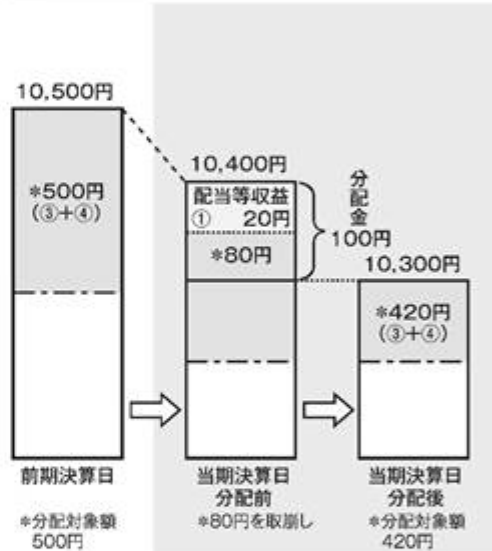 10,500円
*500円
(③+④)
前期決算日
*分配対象額
500円
10,400円
配当等収益
① 20円
*80円
分配金
100円
当期決算日
分配前
*80円を取崩し
10,300円
*420円
(③+④)
当期決算日
分配後
*分配対象額
420円